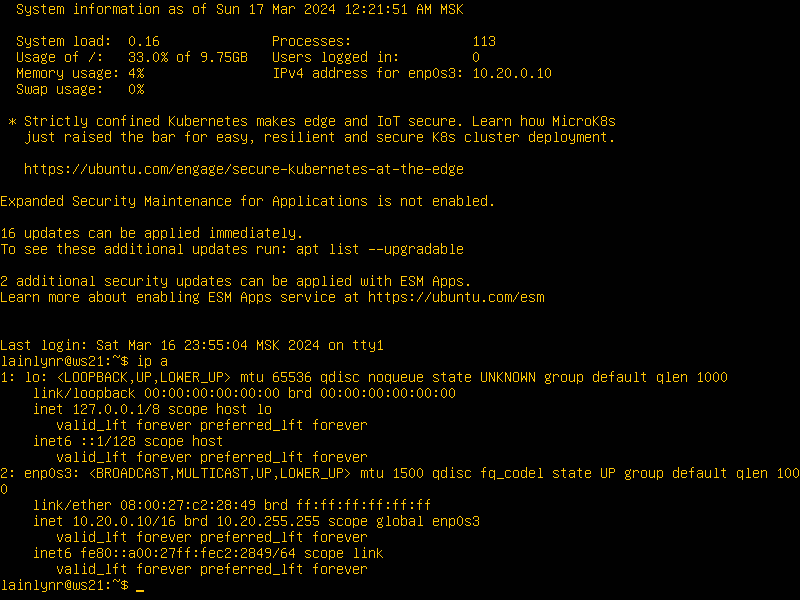 System information as of Sun 17 Mar 2024 12:21:51 AM MSK
System load:  0.16              Processes:               113
Usage of /:   33.0% of 9.75GB   Users logged in:         0
Memory usage: 4%                IPv4 address for enp0s3: 10.20.0.10
Swap usage:   0%
* Strictly confined Kubernetes makes edge and IoT secure. Learn how MicroK8s
just raised the bar for easy, resilient and secure K8s cluster deployment.
https://ubuntu.com/engage/secure-kubernetes-at-the-edge
Expanded Security Maintenance for Applications is not enabled.
16 updates can be applied immediately.
To see these additional updates run: apt list --upgradable
2 additional security updates can be applied with ESM Apps.
Learn more about enabling ESM Apps service at https://ubuntu.com/esm
Last login: Sat Mar 16 23:55:04 MSK 2024 on tty1
lainlynr@ws21:~$ ip a
1: lo: <LOOPBACK,UP,LOWER_UP> mtu 65536 qdisc noqueue state UNKNOWN group default qlen 1000
link/loopback 00:00:00:00:00:00 brd 00:00:00:00:00:00
inet 127.0.0.1/8 scope host lo
valid_lft forever preferred_lft forever
inet6 ::1/128 scope host
valid_lft forever preferred_lft forever
2: enp0s3: <BROADCAST,MULTICAST,UP,LOWER_UP> mtu 1500 qdisc fq_codel state UP group default qlen 100
0
link/ether 08:00:27:c2:28:49 brd ff:ff:ff:ff:ff:ff
inet 10.20.0.10/16 brd 10.20.255.255 scope global enp0s3
valid_lft forever preferred_lft forever
inet6 fe80::a00:27ff:fec2:2849/64 scope link
valid_lft forever preferred_lft forever
lainlynr@ws21:~$ _